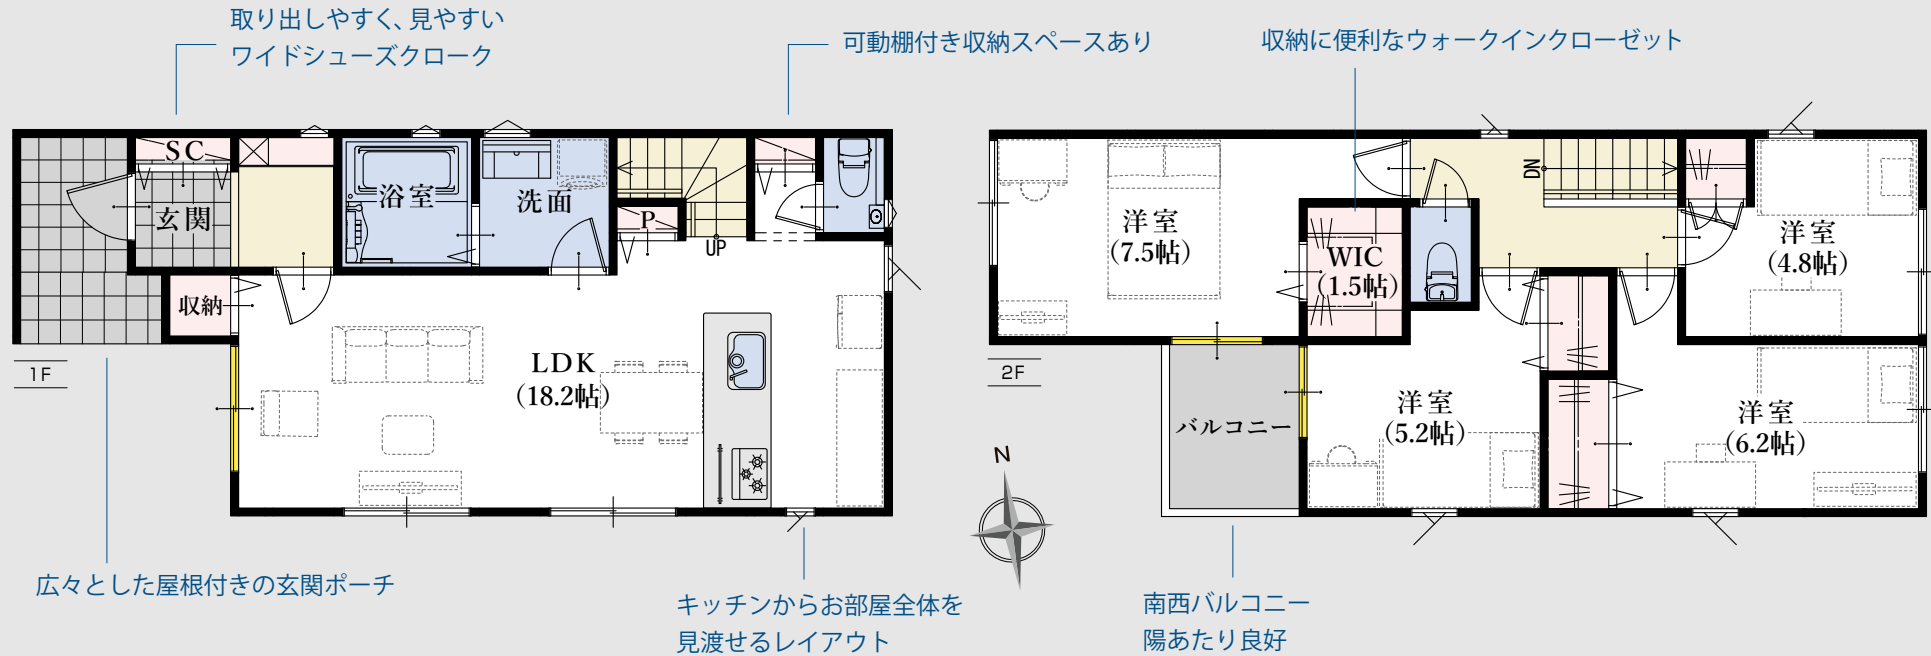 取り出しやすく、見やすい
ワイドシューズクローク
可動棚付き収納スペースあり
収納に便利なウォークインクローゼット
SC
玄関
浴室
洗面
P
UP
収納
LDK
(18.2帖)
1F
広々とした屋根付きの玄関ポーチ
キッチンからお部屋全体を
見渡せるレイアウト
洋室
(7.5帖)
WIC
(1.5帖)
DN
洋室
(4.8帖)
2F
バルコニー
洋室
(5.2帖)
洋室
(6.2帖)
N
南西バルコニー
陽あたり良好